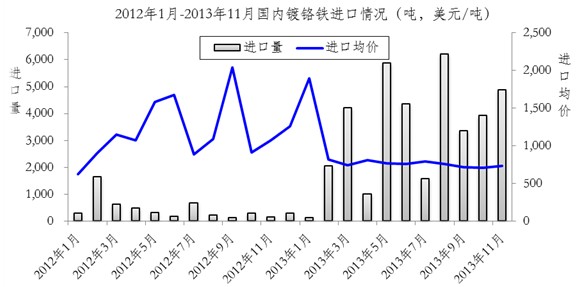 2012年1月-2013年11月国内镀铬铁进口情况（吨，美元/吨）
进口量 进口均价
7,000
6,000
5,000
4,000
3,000
2,000
1,000
0
进口量
2,500
2,000
1,500
1,000
500
0
进口均价
2012年1月
2012年3月
2012年5月
2012年7月
2012年9月
2012年11月
2013年1月
2013年3月
2013年5月
2013年7月
2013年9月
2013年11月